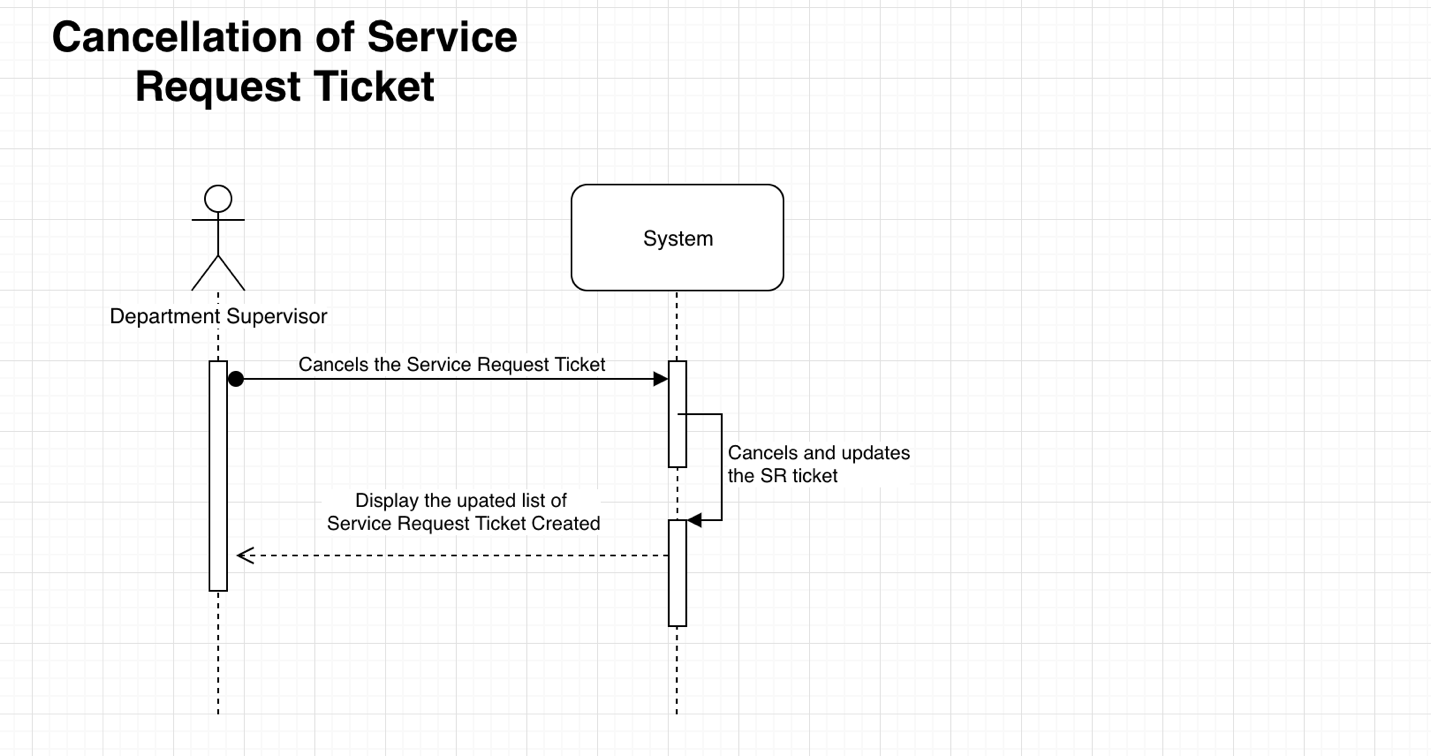 Cancellation of Service
Request Ticket
System
Department Supervisor
Cancels the Service Request Ticket
Cancels and updates
the SR ticket
Display the upated list of
Service Request Ticket Created